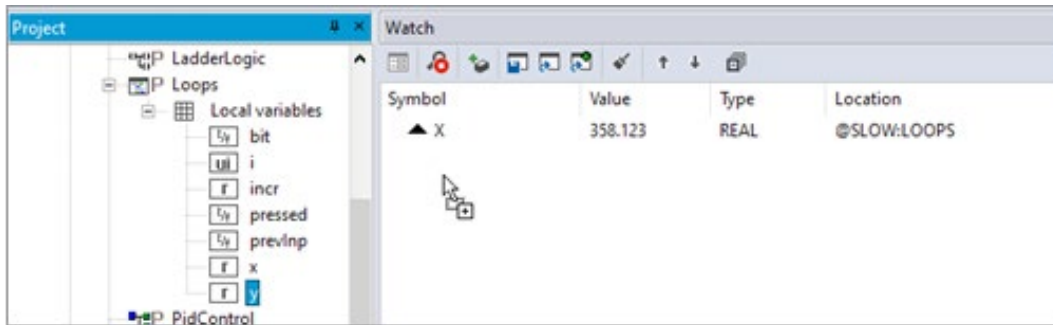 Project
LadderLogic
Loops
Local variables
bit
i
incr
pressed
prevInp
x
y
PidControl
Watch
Symbol Value Type Location
X 358.123 REAL @SLOW:LOOPS